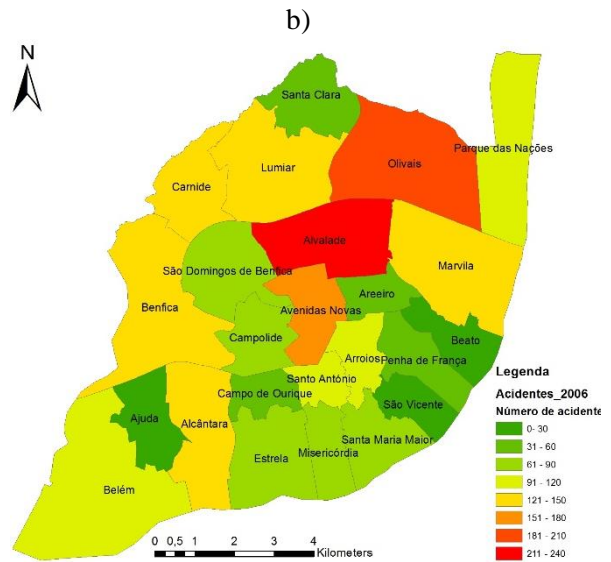 b)
N
Santa Clara
Lumiar
Olivais
Parque das Nações
Carnide
Alvalade
Marvila
São Domingos de Benfica
Benfica
Avenidas Novas
Areeiro
Campolide
Beato
Arroios
Penha de França
Santo António
Campo de Ourique
São Vicente
Ajuda
Alcântara
Santa Maria Maior
Estrela
Misericórdia
Belém
Legenda
Acidentes_2006
Número de acidente
0- 30
31 - 60
61 - 90
91 - 120
121 - 150
151 - 180
181 - 210
211 - 240
0 0,5 1 2 3 4
Kilometers